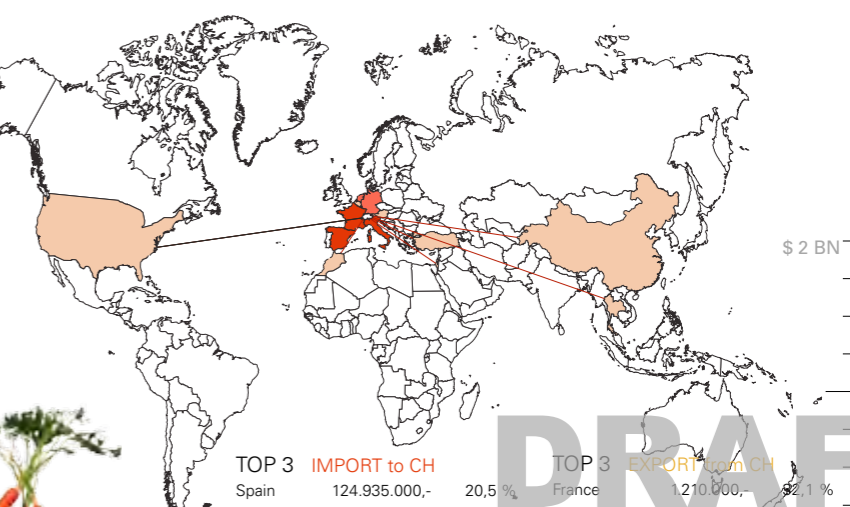 $ 2 BN
TOP 3 IMPORT to CH
Spain 124.935.000,- 20,5 %
TOP 3 EXPORT from CH
France 1.210.000,- 32,1 %
DRAF